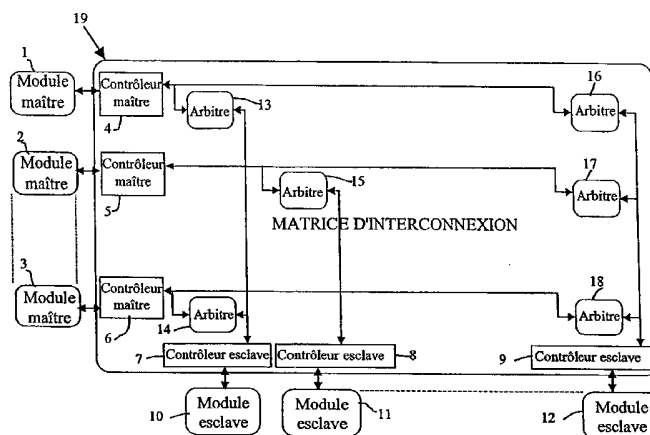 19
1
Module
maître
Contrôleur
maître
4
13
Arbitre
16
Arbitre
2
Module
maître
Contrôleur
maître
5
15
Arbitre
17
Arbitre
MATRICE D'INTERCONNEXION
3
Module
maître
Contrôleur
maître
6
Arbitre
14
18
Arbitre
7
Contrôleur esclave
Contrôleur esclave
8
9
Contrôleur esclave
10
Module
esclave
Module
esclave
11
12
Module
esclave